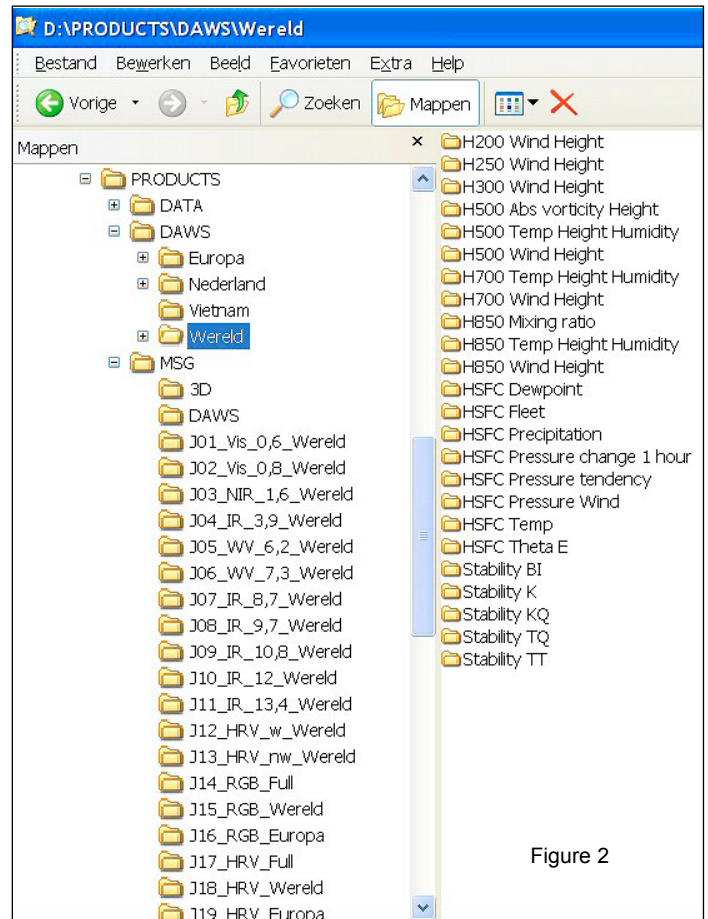 D:\PRODUCTS\DAWS\Wereld
Bestand Bewerken Beeld Favorieten Extra Help
Vorige Zoeken Mappen
Mappen
PRODUCTS
DATA
DAWS
Europa
Nederland
Vietnam
Wereld
MSG
3D
DAWS
J01_Vis_0,6_Wereld
J02_Vis_0,8_Wereld
J03_NIR_1,6_Wereld
J04_IR_3,9_Wereld
J05_WV_6,2_Wereld
J06_WV_7,3_Wereld
J07_IR_8,7_Wereld
J08_IR_9,7_Wereld
J09_IR_10,8_Wereld
J10_IR_12_Wereld
J11_IR_13,4_Wereld
J12_HRV_w_Wereld
J13_HRV_nw_Wereld
J14_RGB_Full
J15_RGB_Wereld
J16_RGB_Europa
J17_HRV_Full
J18_HRV_Wereld
J19_HRV_Europa
H200 Wind Height
H250 Wind Height
H300 Wind Height
H500 Abs vorticity Height
H500 Temp Height Humidity
H500 Wind Height
H700 Temp Height Humidity
H700 Wind Height
H850 Mixing ratio
H850 Temp Height Humidity
H850 Wind Height
HSFC Dewpoint
HSFC Fleet
HSFC Precipitation
HSFC Pressure change 1 hour
HSFC Pressure tendency
HSFC Pressure Wind
HSFC Temp
HSFC Theta E
Stability BI
Stability K
Stability KQ
Stability TQ
Stability TT
Figure 2